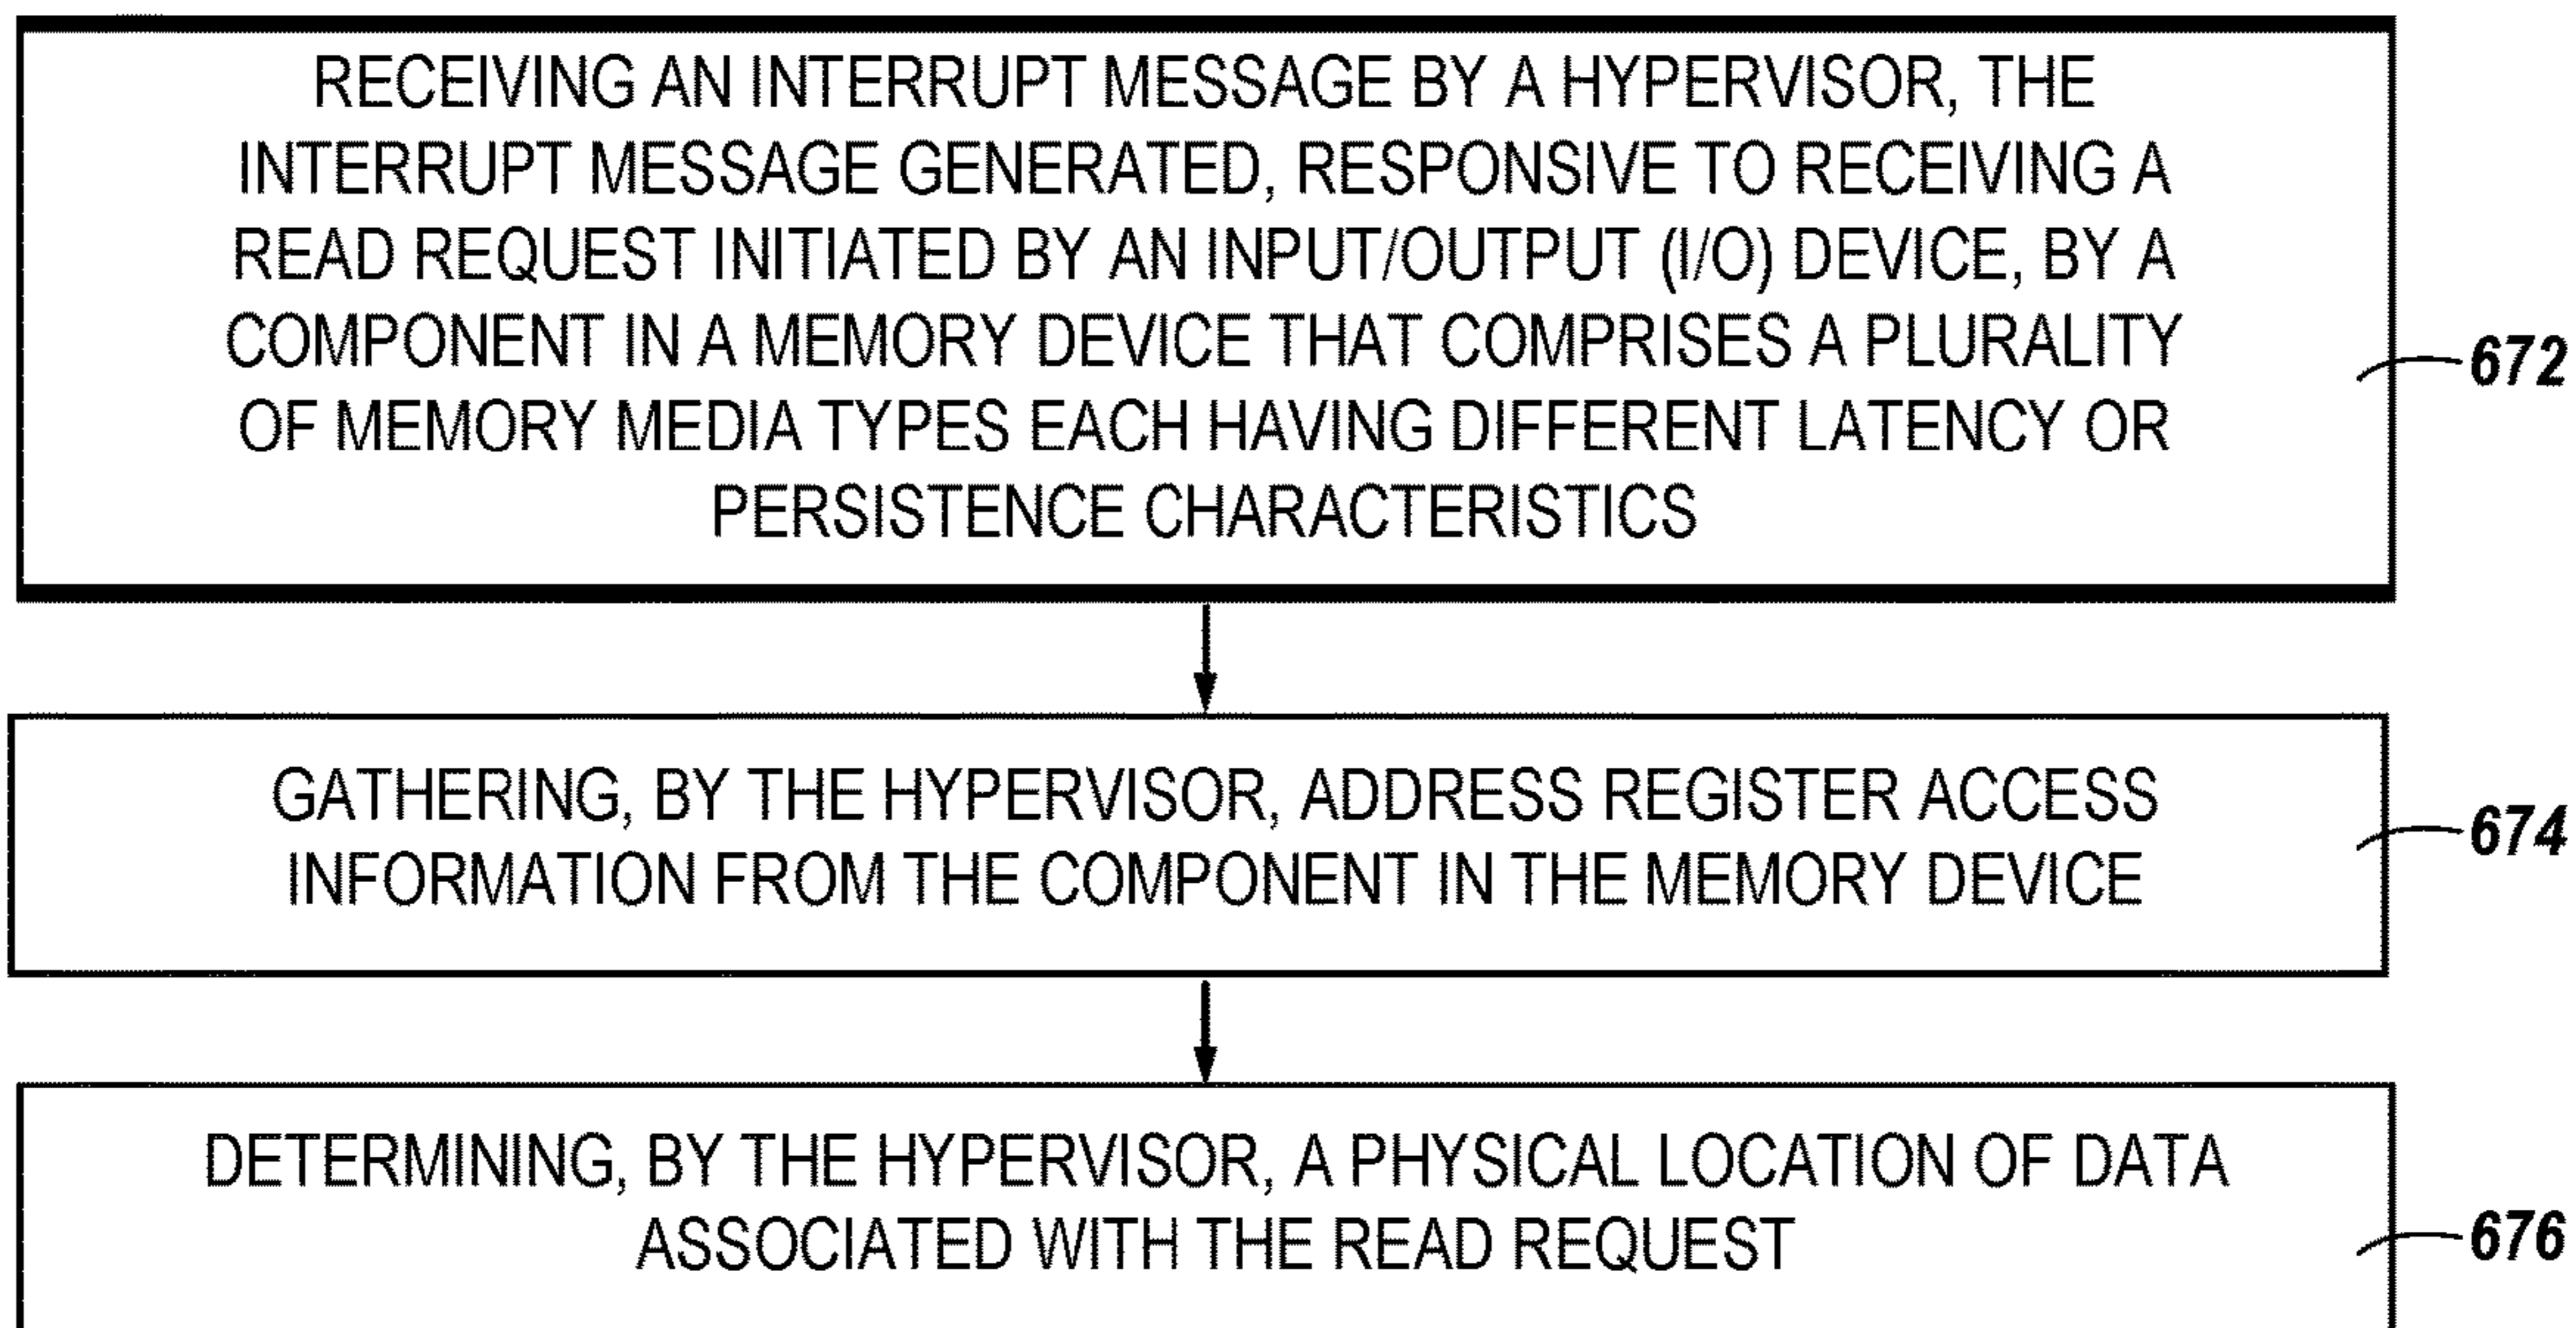 RECEIVING AN INTERRUPT MESSAGE BY A HYPERVISOR, THE
INTERRUPT MESSAGE GENERATED, RESPONSIVE TO RECEIVING A
READ REQUEST INITIATED BY AN INPUT/OUTPUT (I/O) DEVICE, BY A
COMPONENT IN A MEMORY DEVICE THAT COMPRISES A PLURALITY
OF MEMORY MEDIA TYPES EACH HAVING DIFFERENT LATENCY OR
PERSISTENCE CHARACTERISTICS
672
GATHERING, BY THE HYPERVISOR, ADDRESS REGISTER ACCESS
INFORMATION FROM THE COMPONENT IN THE MEMORY DEVICE
674
DETERMINING, BY THE HYPERVISOR, A PHYSICAL LOCATION OF DATA
ASSOCIATED WITH THE READ REQUEST
676